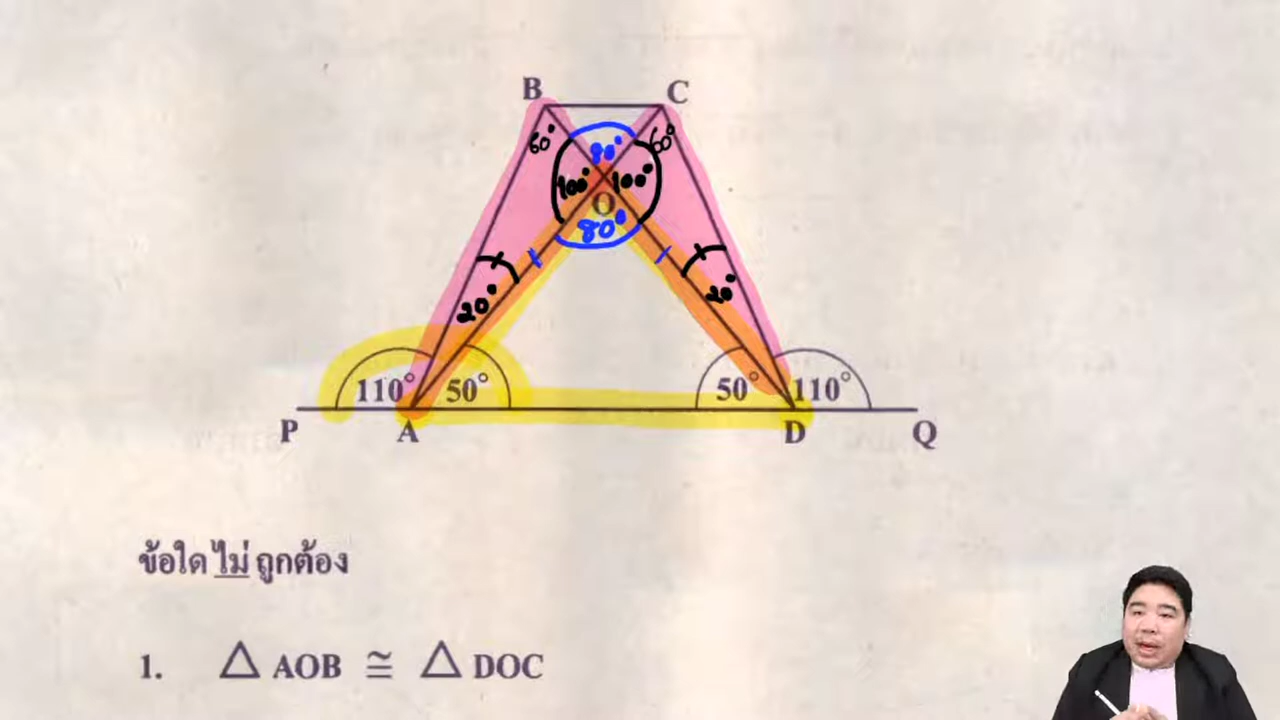 B C
60° 80° 60°
100° 100°
O
80°
20° 20°
110° 50° 50° 110°
P A D Q
ข้อใด ไม่ ถูกต้อง
1. △ AOB ≅ △ DOC